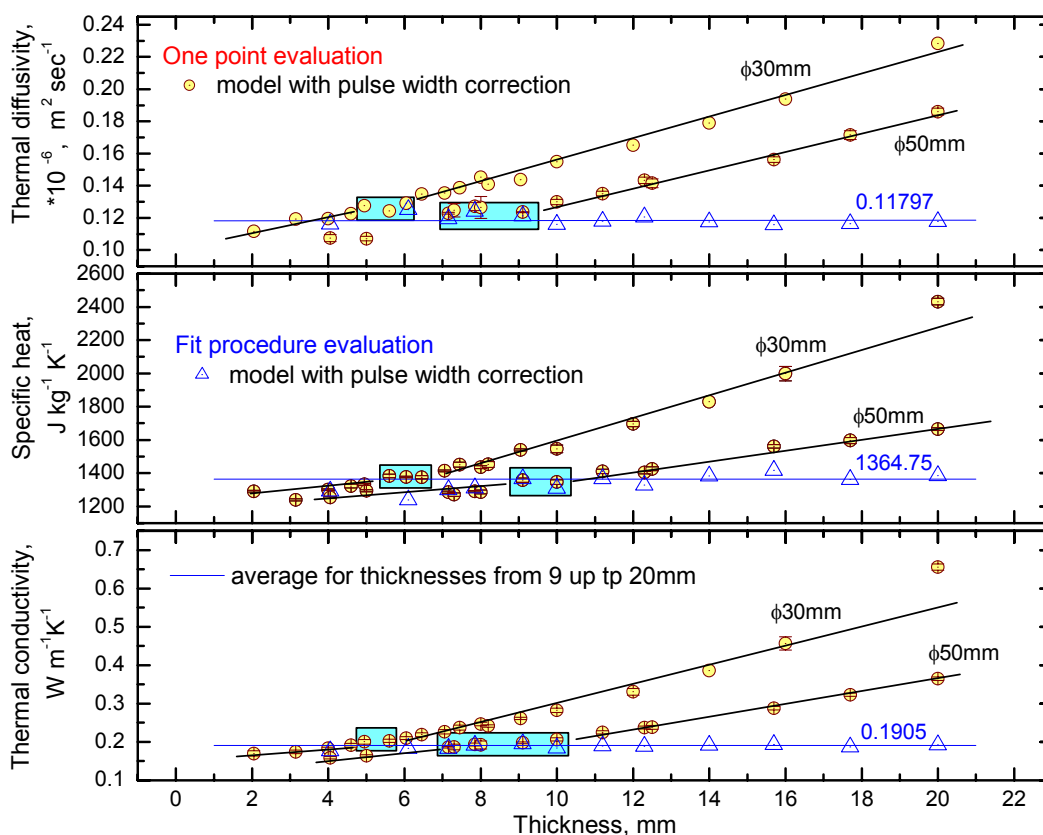 Thermal diffusivity,
*10⁻⁶, m² sec⁻¹
0.24
0.22
0.20
0.18
0.16
0.14
0.12
0.10
One point evaluation
model with pulse width correction
ϕ30mm
ϕ50mm
0.11797
Specific heat,
J kg⁻¹ K⁻¹
2600
2400
2200
2000
1800
1600
1400
1200
Fit procedure evaluation
model with pulse width correction
ϕ30mm
ϕ50mm
1364.75
Thermal conductivity,
W m⁻¹K⁻¹
0.7
0.6
0.5
0.4
0.3
0.2
0.1
average for thicknesses from 9 up tp 20mm
ϕ30mm
ϕ50mm
0.1905
0 2 4 6 8 10 12 14 16 18 20 22
Thickness, mm